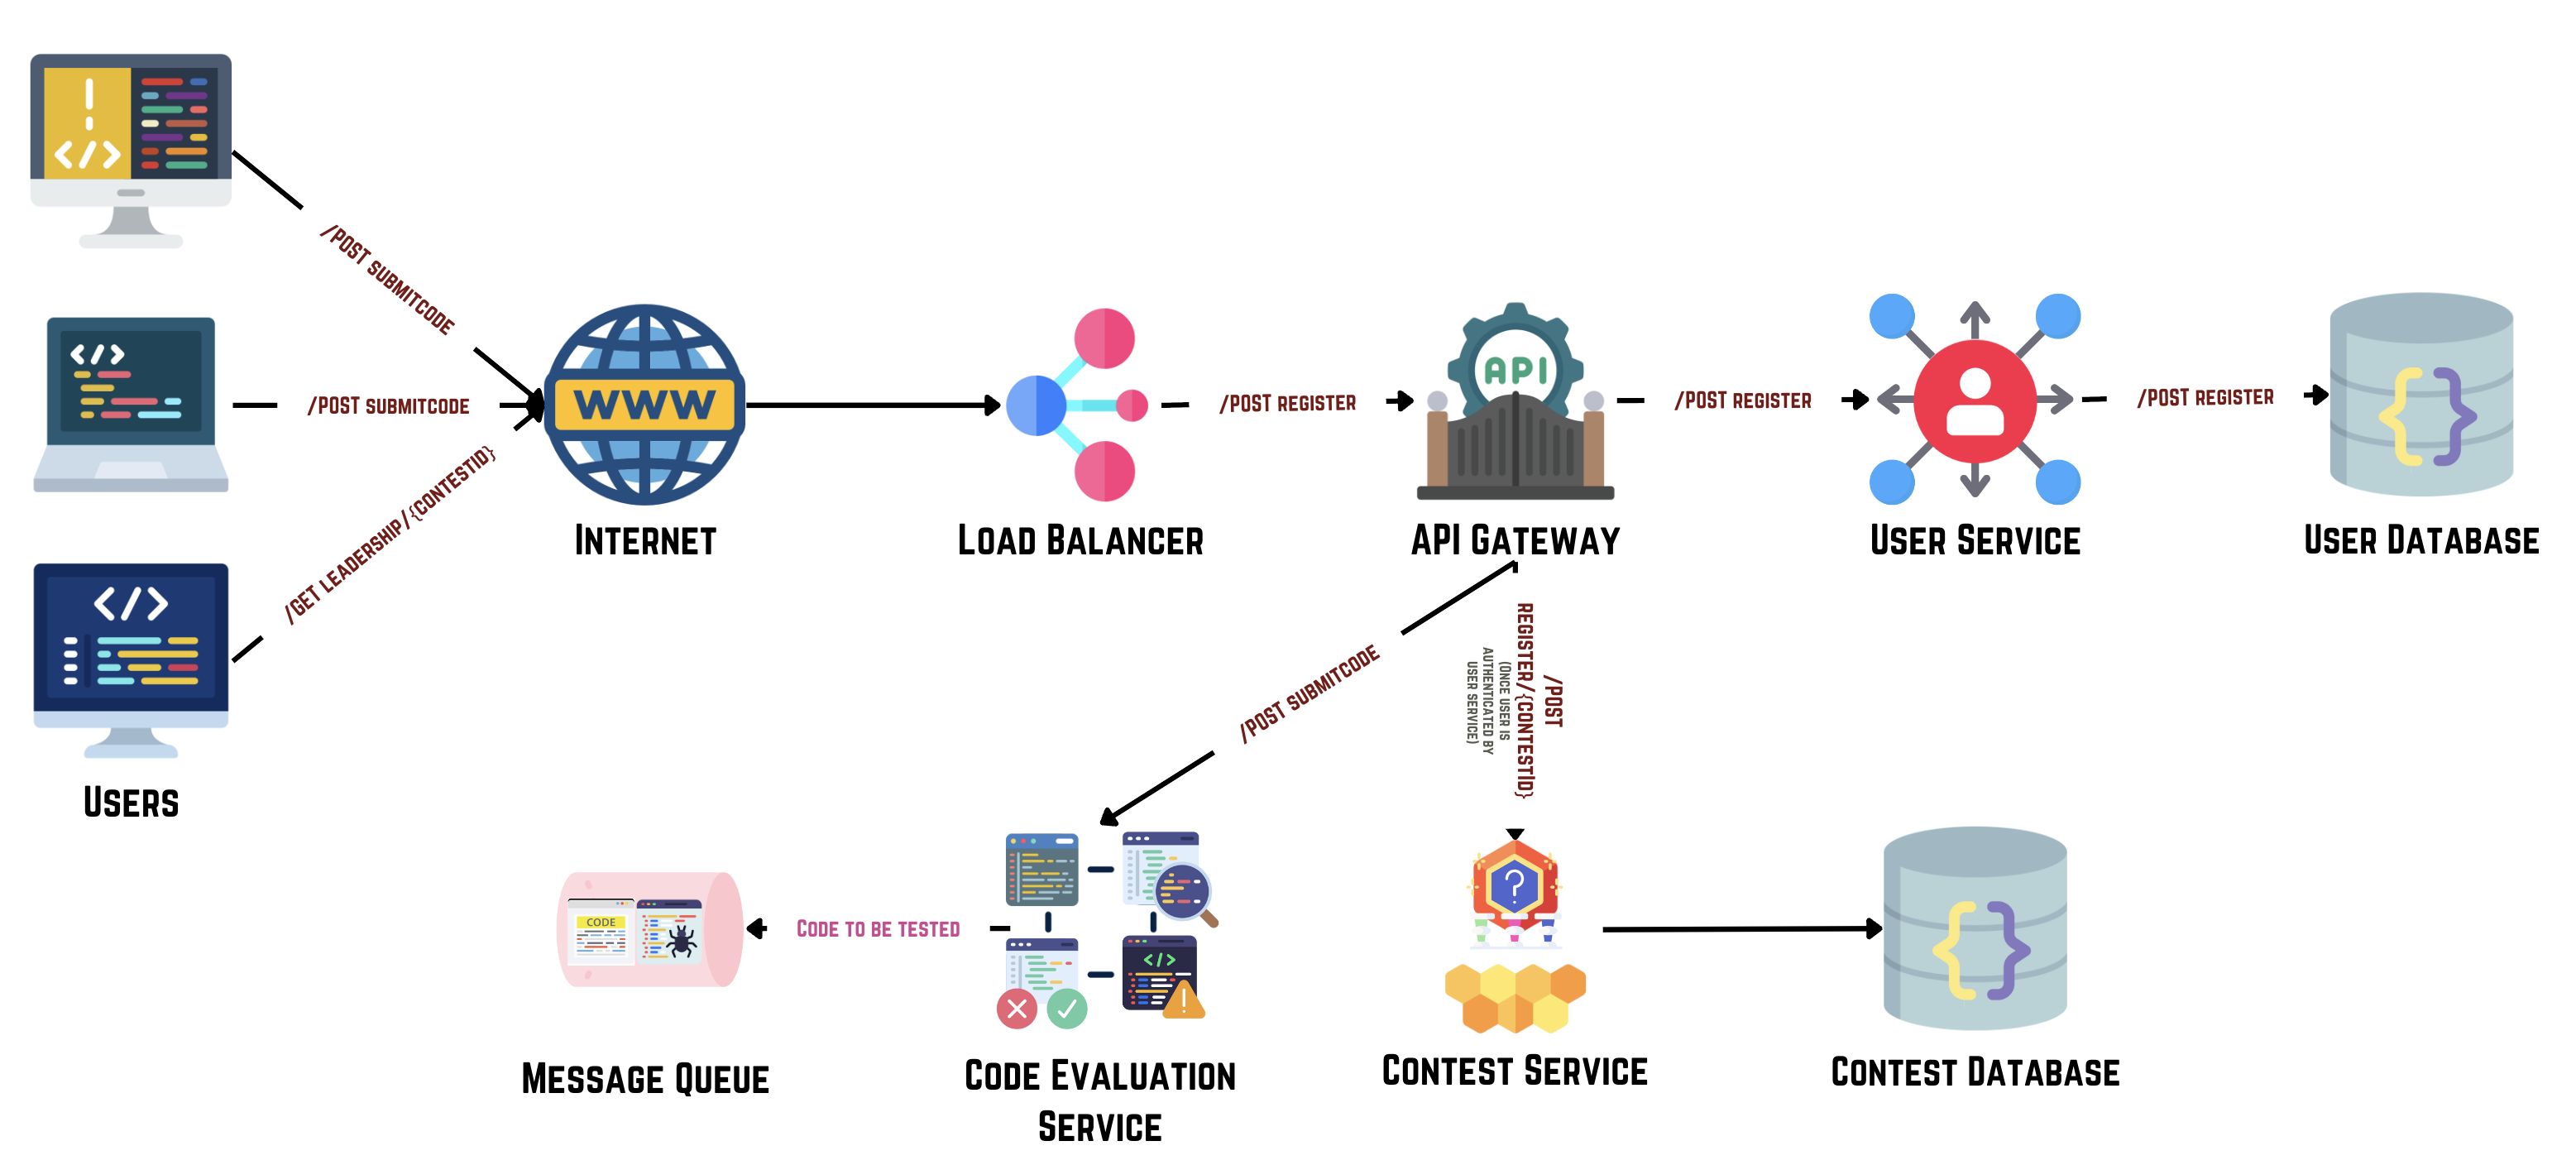 </>
/POST SUBMITCODE
</>
/POST SUBMITCODE
</>
/GET LEADERSHIP/{CONTESTID}
USERS
WWW
INTERNET
LOAD BALANCER
/POST REGISTER
API
API GATEWAY
/POST REGISTER
USER SERVICE
/POST REGISTER
{ }
USER DATABASE
/POST SUBMITCODE
/POST
REGISTER/{CONTESTID}
(ONCE USER IS
AUTHENTICATED BY
USER SERVICE)
CODE
MESSAGE QUEUE
CODE TO BE TESTED
</>
CODE EVALUATION
SERVICE
?
CONTEST SERVICE
{ }
CONTEST DATABASE